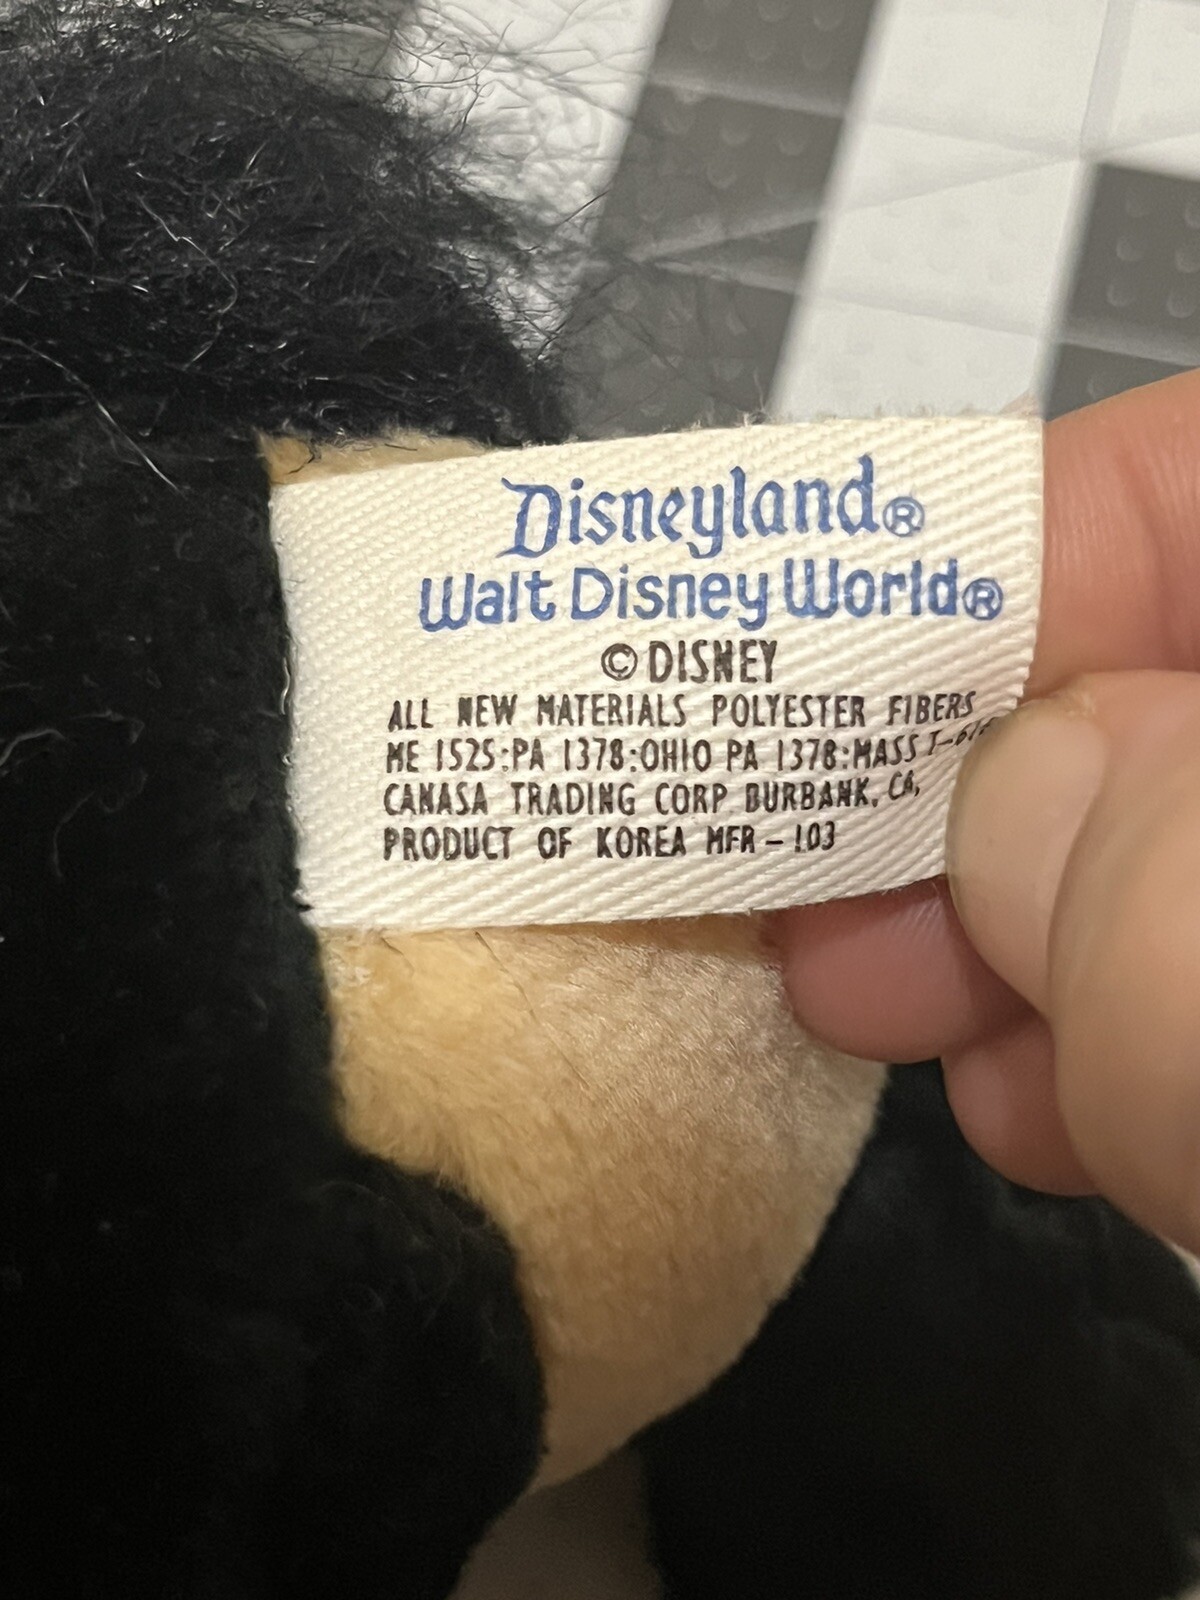 Disneyland®
Walt Disney World®
© DISNEY
ALL NEW MATERIALS POLYESTER FIBERS
ME 1525:PA 1378:OHIO PA 1378:MASS
CANASA TRADING CORP BURBANK, CA,
PRODUCT OF KOREA MFR – 103